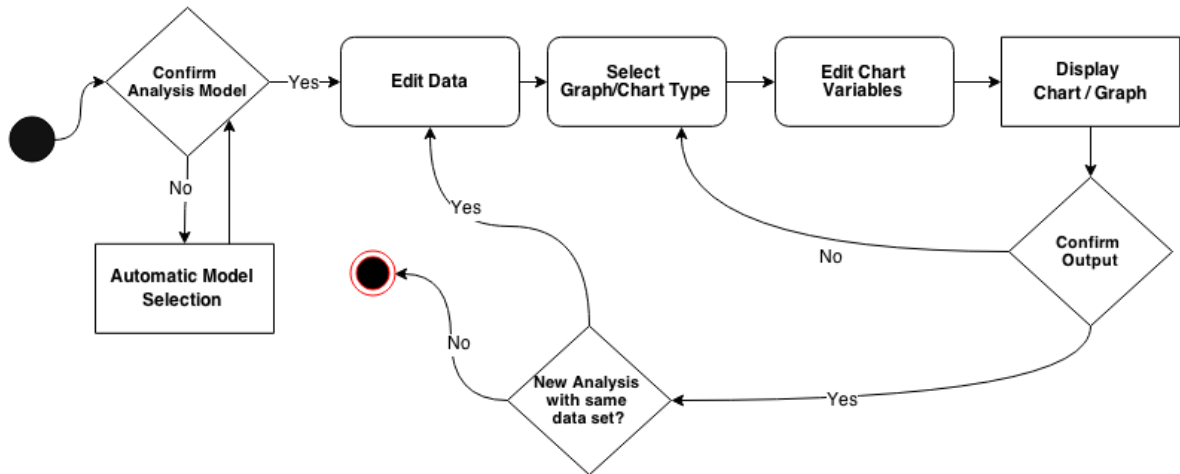 Confirm
Analysis Model
Yes
Edit Data
Select
Graph/Chart Type
Edit Chart
Variables
Display
Chart / Graph
No
Automatic Model
Selection
Yes
No
Confirm
Output
No
New Analysis
with same
data set?
Yes